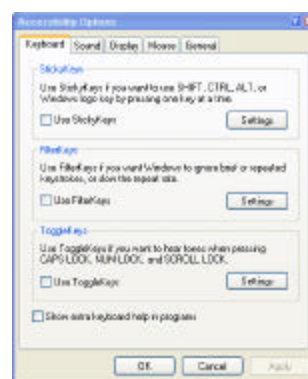 Accessibility Options
Keyboard Sound Display Mouse General
StickyKeys
Use StickyKeys if you want to use SHIFT, CTRL, ALT, or
Windows logo key by pressing one key at a time.
Use StickyKeys
Settings
FilterKeys
Use FilterKeys if you want Windows to ignore brief or repeated
keystrokes, or slow the repeat rate.
Use FilterKeys
Settings
ToggleKeys
Use ToggleKeys if you want to hear tones when pressing
CAPS LOCK, NUM LOCK, and SCROLL LOCK.
Use ToggleKeys
Settings
Show extra keyboard help in programs
OK Cancel Apply